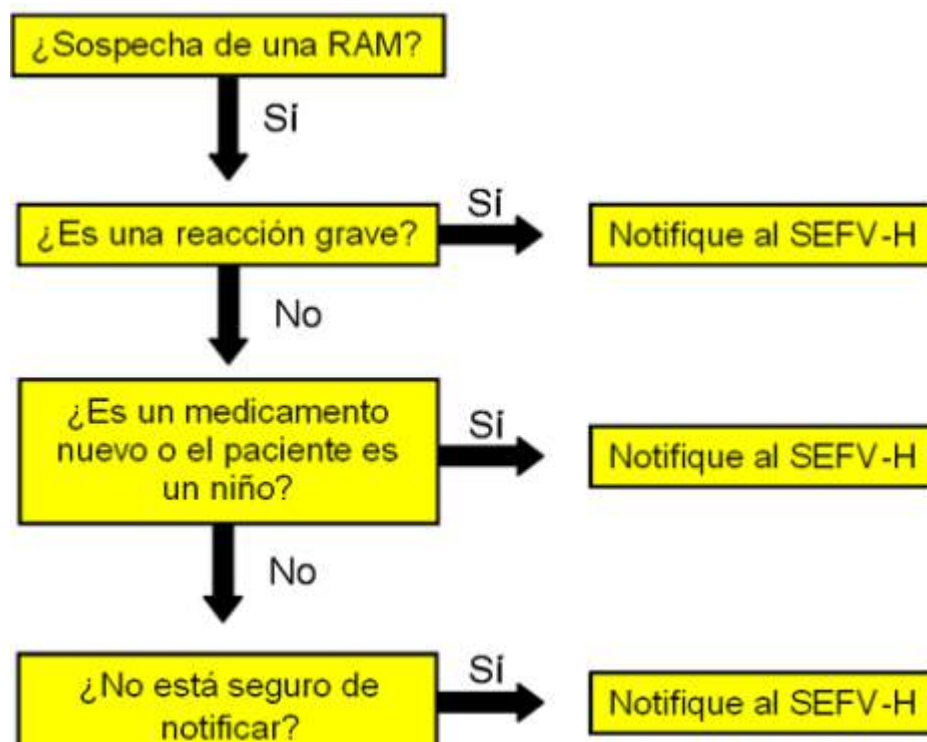 ¿Sospecha de una RAM?
Sí
¿Es una reacción grave?
Sí
Notifique al SEFV-H
No
¿Es un medicamento
nuevo o el paciente es
un niño?
Sí
Notifique al SEFV-H
No
¿No está seguro de
notificar?
Sí
Notifique al SEFV-H